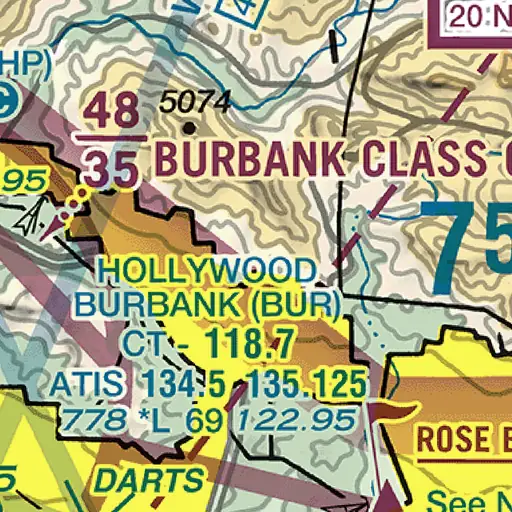 20 N
HP)
C
48
35
5074
BURBANK CLASS C
95
75
HOLLYWOOD
BURBANK (BUR)
CT - 118.7
ATIS 134.5 135.125
778 *L 69 122.95
ROSE B
DARTS
See N
5